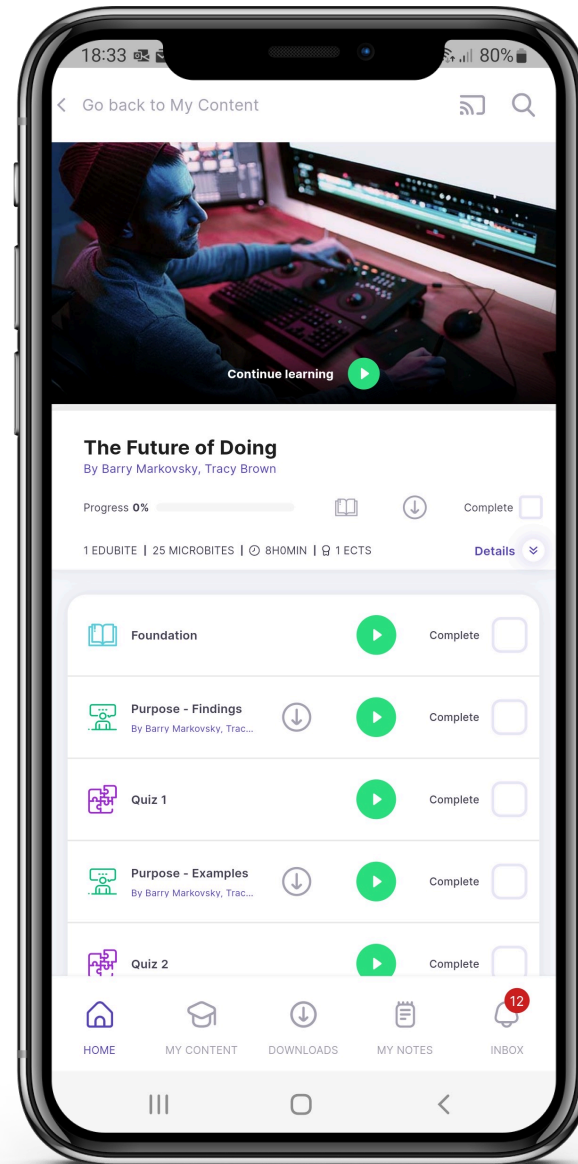 18:33 80%
Go back to My Content
Continue learning
The Future of Doing
By Barry Markovsky, Tracy Brown
Progress 0% Complete
1 EDUBITE | 25 MICROBITES | 8H0MIN | 1 ECTS Details
Foundation Complete
Purpose - Findings Complete
By Barry Markovsky, Trac...
Quiz 1 Complete
Purpose - Examples Complete
By Barry Markovsky, Trac...
Quiz 2 Complete
12
HOME MY CONTENT DOWNLOADS MY NOTES INBOX